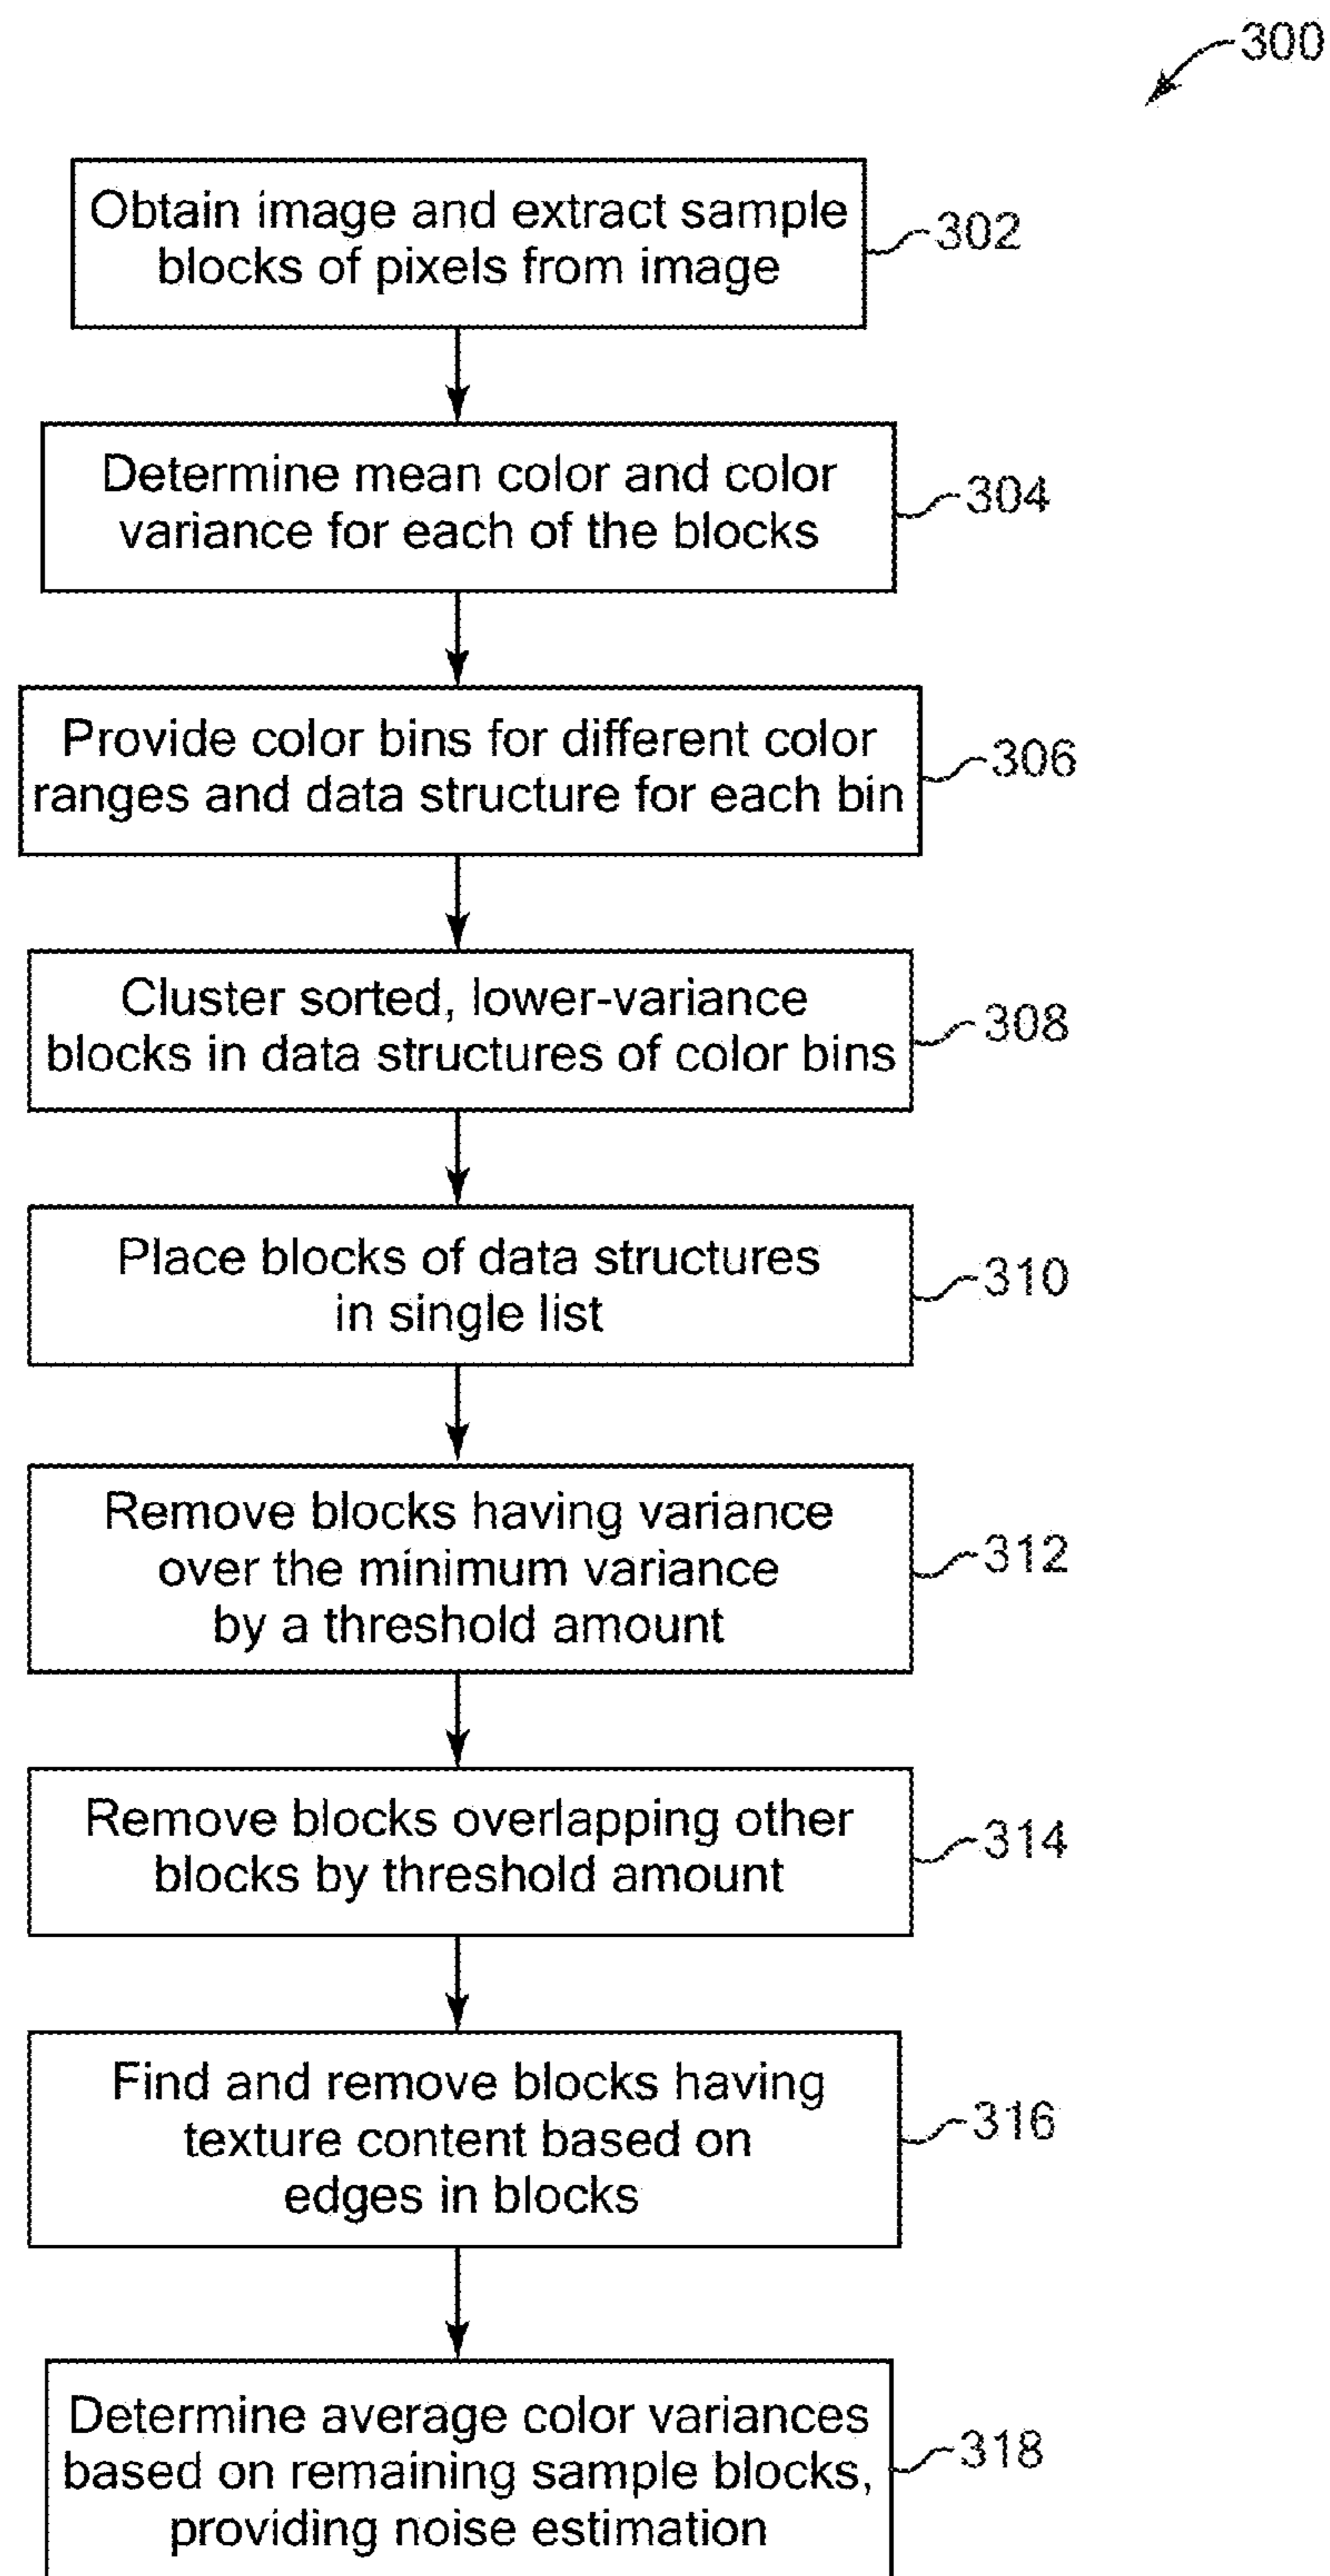 300
Obtain image and extract sample
blocks of pixels from image
302
Determine mean color and color
variance for each of the blocks
304
Provide color bins for different color
ranges and data structure for each bin
306
Cluster sorted, lower-variance
blocks in data structures of color bins
308
Place blocks of data structures
in single list
310
Remove blocks having variance
over the minimum variance
by a threshold amount
312
Remove blocks overlapping other
blocks by threshold amount
314
Find and remove blocks having
texture content based on
edges in blocks
316
Determine average color variances
based on remaining sample blocks,
providing noise estimation
318